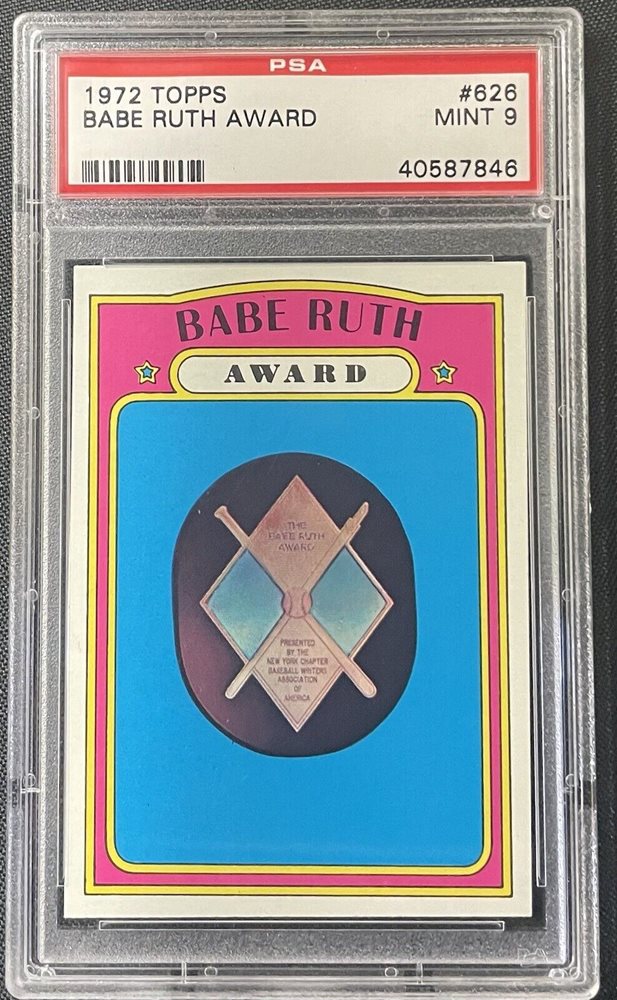 PSA
1972 TOPPS #626
BABE RUTH AWARD MINT 9
40587846
BABE RUTH
AWARD
THE
BABE RUTH
AWARD
PRESENTED
BY THE
NEW YORK CHAPTER
BASEBALL WRITERS
ASSOCIATION
OF
AMERICA